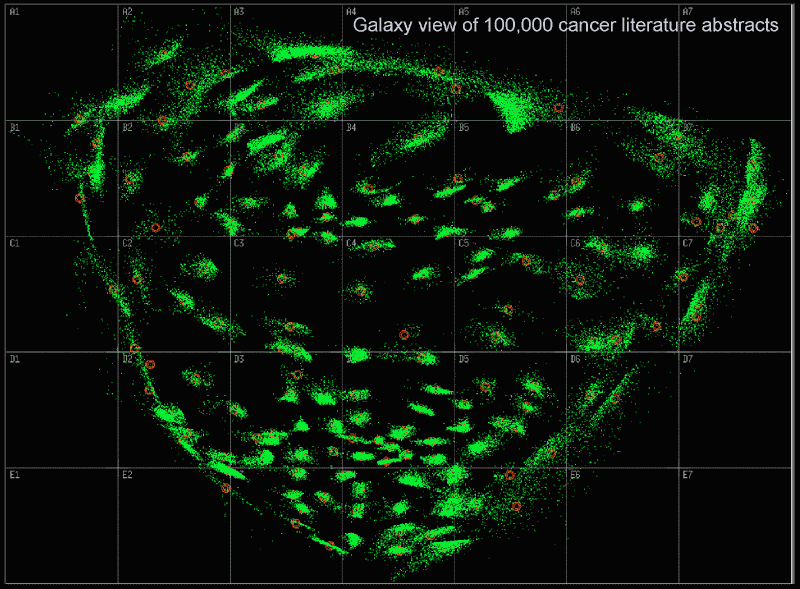 A1 A2 A3 A4 A5 A6 A7
Galaxy view of 100,000 cancer literature abstracts
B1 B2 B4 B5 B6 B7
C1 C2 C3 C4 C5 C6 C7
D1 D2 D3 D5 D6 D7
E1 E2 E6 E7